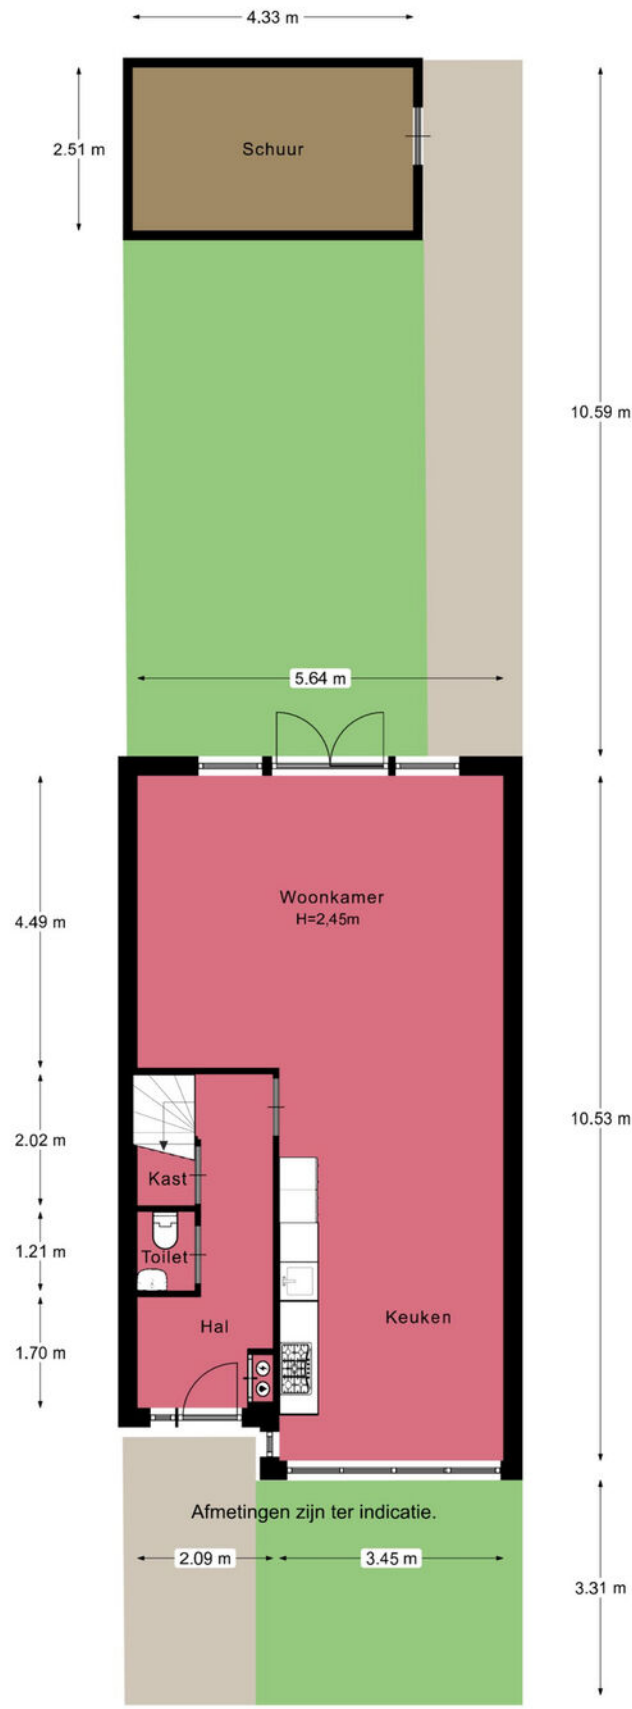 4.33 m
2.51 m
Schuur
10.59 m
5.64 m
Woonkamer
H=2,45m
4.49 m
10.53 m
2.02 m
Kast
1.21 m
Toilet
Keuken
Hal
1.70 m
Afmetingen zijn ter indicatie.
2.09 m
3.45 m
3.31 m